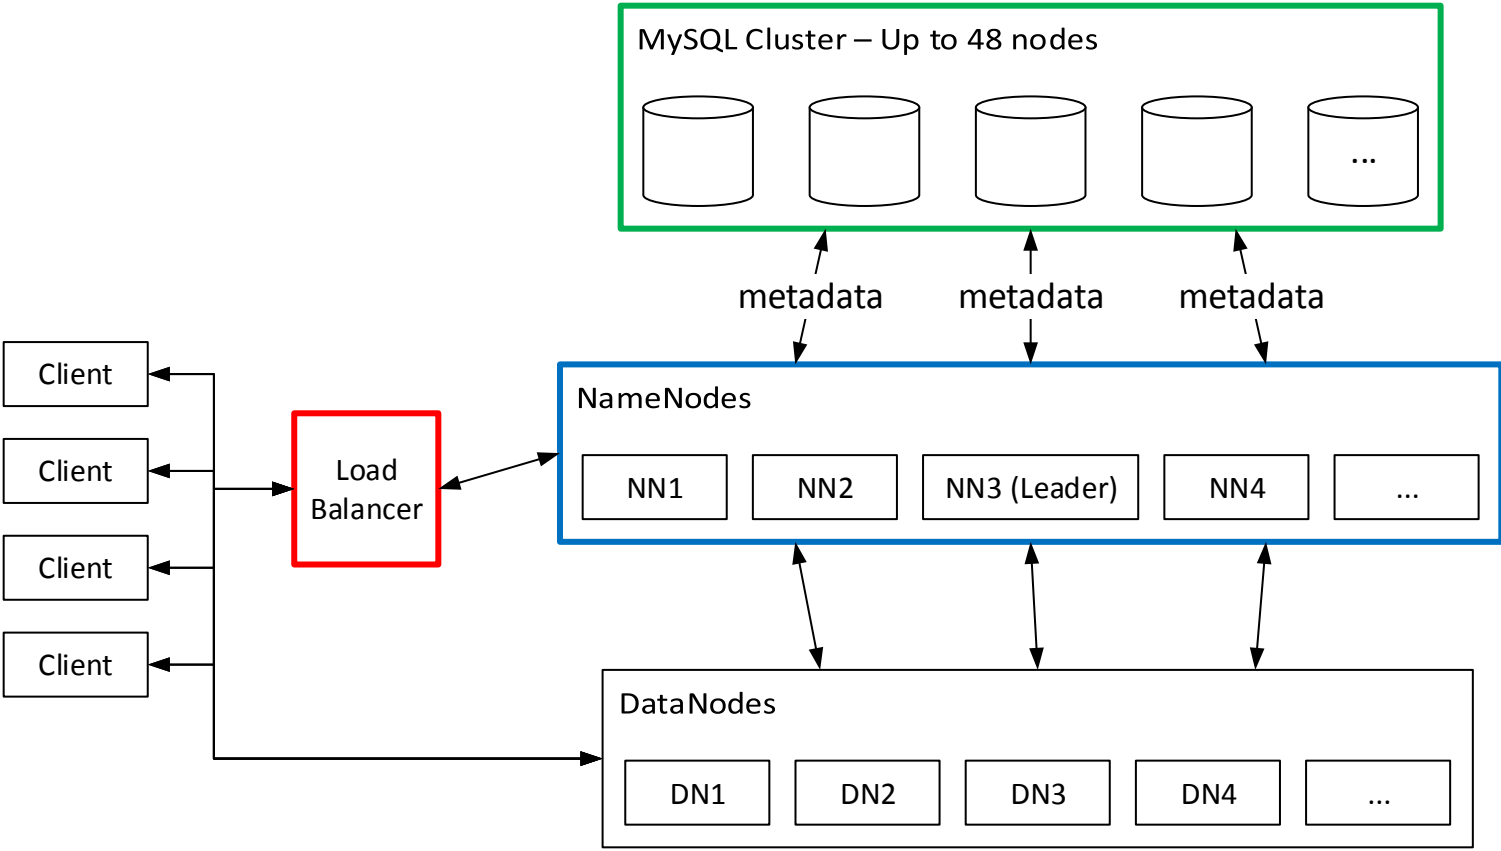 MySQL Cluster – Up to 48 nodes
...
metadata
metadata
metadata
Client
Client
Client
Client
Load
Balancer
NameNodes
NN1
NN2
NN3 (Leader)
NN4
...
DataNodes
DN1
DN2
DN3
DN4
...